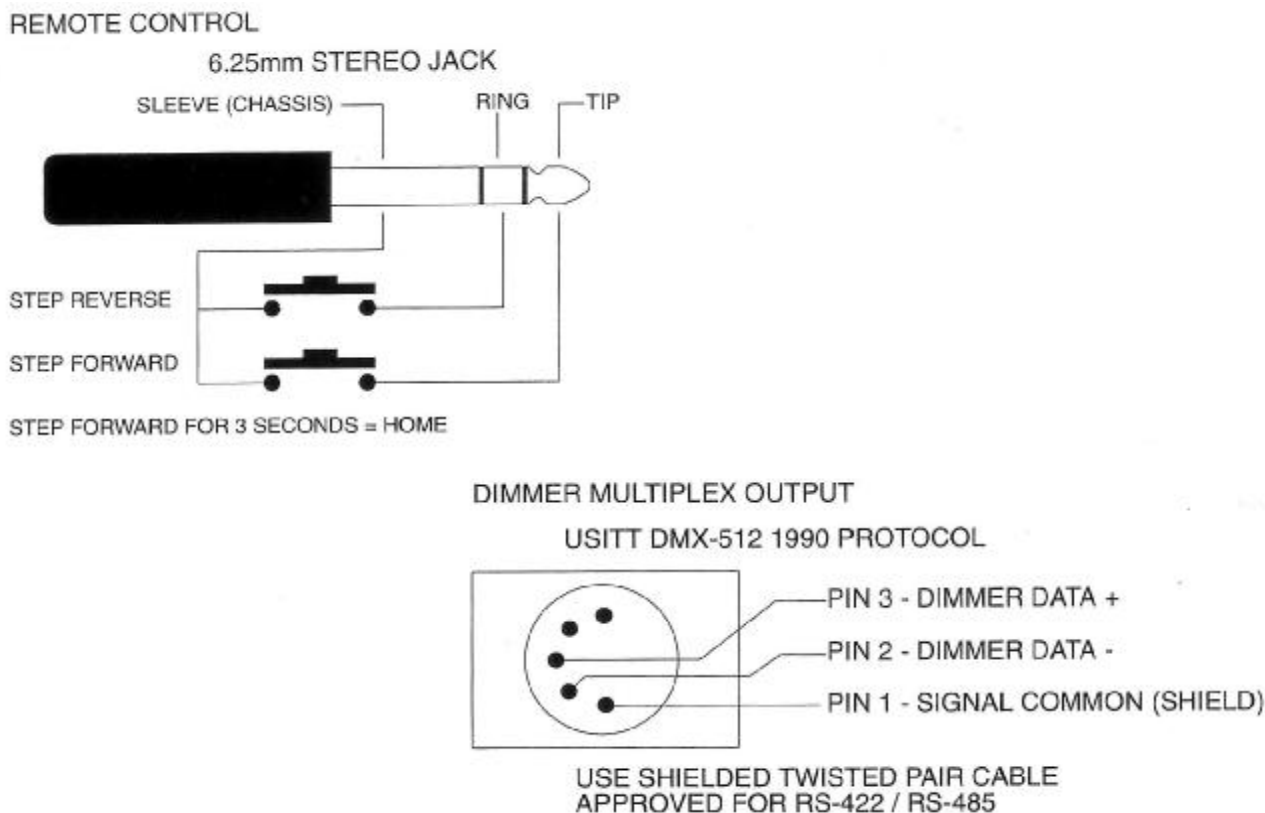 REMOTE CONTROL
6.25mm STEREO JACK
SLEEVE (CHASSIS)
RING
TIP
STEP REVERSE
STEP FORWARD
STEP FORWARD FOR 3 SECONDS = HOME
DIMMER MULTIPLEX OUTPUT
USITT DMX-512 1990 PROTOCOL
PIN 3 - DIMMER DATA +
PIN 2 - DIMMER DATA -
PIN 1 - SIGNAL COMMON (SHIELD)
USE SHIELDED TWISTED PAIR CABLE
APPROVED FOR RS-422 / RS-485